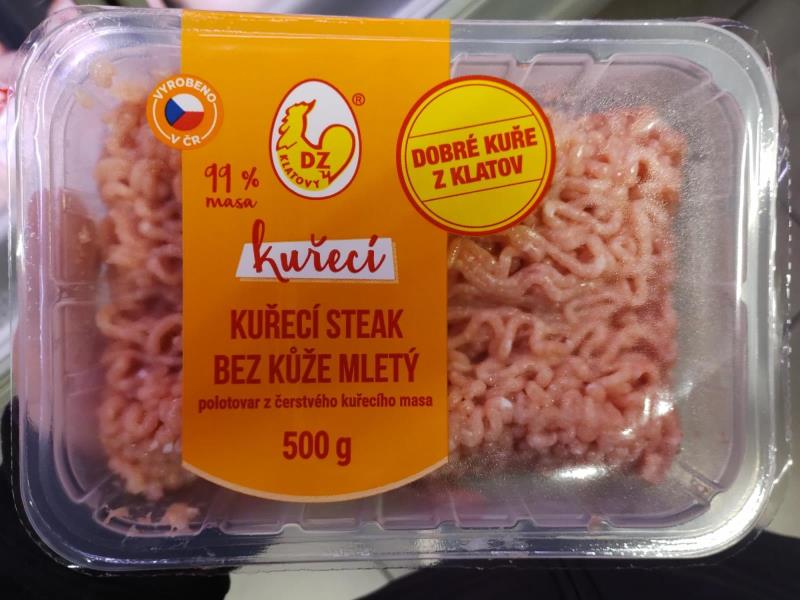 VYROBENO
V ČR
®
DZ
KLATOVY
99 %
masa
DOBRÉ KUŘE
Z KLATOV
kuřecí
KUŘECÍ STEAK
BEZ KŮŽE MLETÝ
polotovar z čerstvého kuřecího masa
500 g